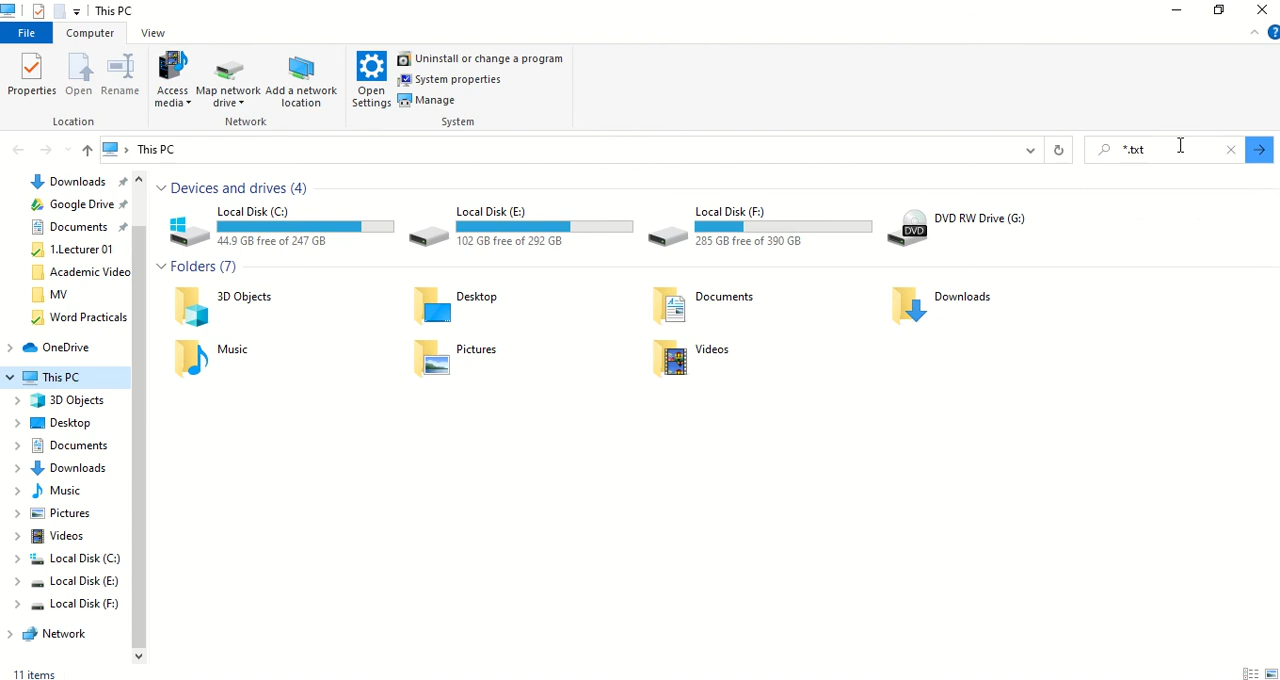 This PC
File Computer View
Properties Open Rename Access media Map network drive Add a network location Open Settings Uninstall or change a program
System properties
Manage
Location Network System
This PC *.txt
Downloads
Google Drive
Documents
1.Lecturer 01
Academic Video
MV
Word Practicals
OneDrive
This PC
3D Objects
Desktop
Documents
Downloads
Music
Pictures
Videos
Local Disk (C:)
Local Disk (E:)
Local Disk (F:)
Network
Devices and drives (4)
Local Disk (C:)
44.9 GB free of 247 GB
Local Disk (E:)
102 GB free of 292 GB
Local Disk (F:)
285 GB free of 390 GB
DVD RW Drive (G:)
DVD
Folders (7)
3D Objects
Desktop
Documents
Downloads
Music
Pictures
Videos
11 items